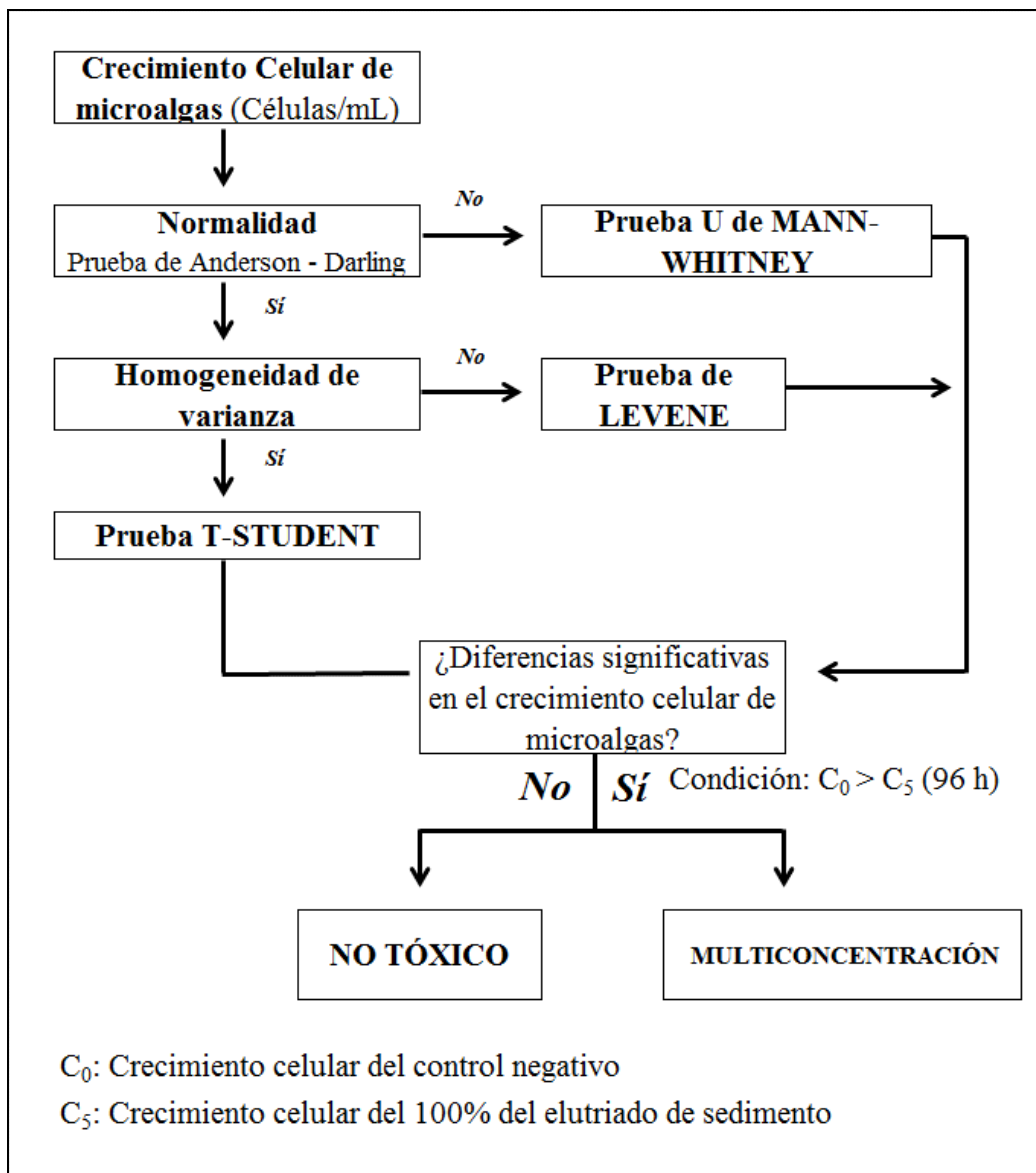 Crecimiento Celular de
microalgas (Células/mL)
No
Normalidad
Prueba de Anderson - Darling
Prueba U de MANN-
WHITNEY
Sí
No
Homogeneidad de
varianza
Prueba de
LEVENE
Sí
Prueba T-STUDENT
¿Diferencias significativas
en el crecimiento celular de
microalgas?
No Sí Condición: C₀ > C₅ (96 h)
NO TÓXICO
MULTICONCENTRACIÓN
C₀: Crecimiento celular del control negativo
C₅: Crecimiento celular del 100% del elutriado de sedimento